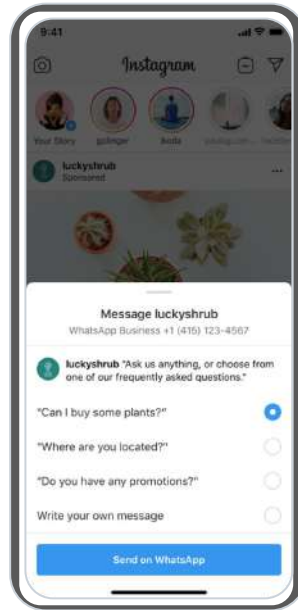 9:41
Instagram
Your Story
luckyshrub
Sponsored
Message luckyshrub
WhatsApp Business +1 (415) 123-4567
luckyshrub "Ask us anything, or choose from
one of our frequently asked questions."
"Can I buy some plants?"
"Where are you located?"
"Do you have any promotions?"
Write your own message
Send on WhatsApp